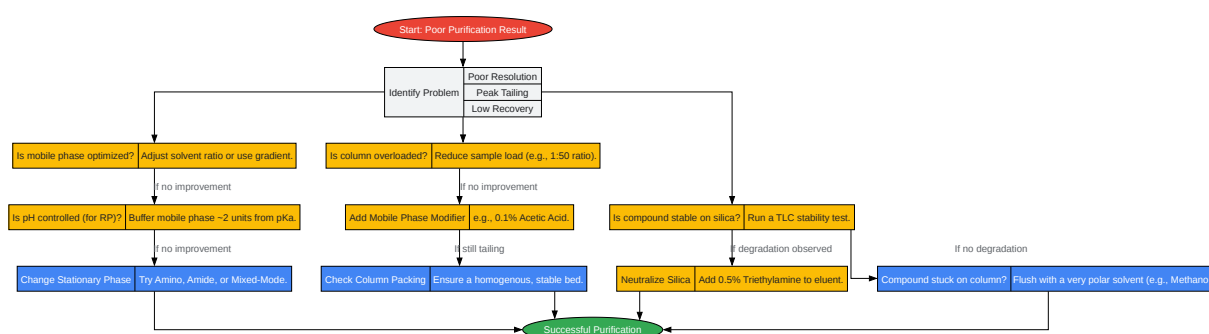 Start: Poor Purification Result
Identify Problem
Poor Resolution
Peak Tailing
Low Recovery
Is mobile phase optimized? Adjust solvent ratio or use gradient.
Is column overloaded? Reduce sample load (e.g., 1:50 ratio).
If no improvement
If no improvement
Is pH controlled (for RP)? Buffer mobile phase ~2 units from pKa.
Add Mobile Phase Modifier e.g., 0.1% Acetic Acid.
Is compound stable on silica? Run a TLC stability test.
If no improvement
If still tailing
If degradation observed
If no degradation
Change Stationary Phase Try Amino, Amide, or Mixed-Mode.
Check Column Packing Ensure a homogenous, stable bed.
Neutralize Silica Add 0.5% Triethylamine to eluent.
Compound stuck on column? Flush with a very polar solvent (e.g., Methano
Successful Purification